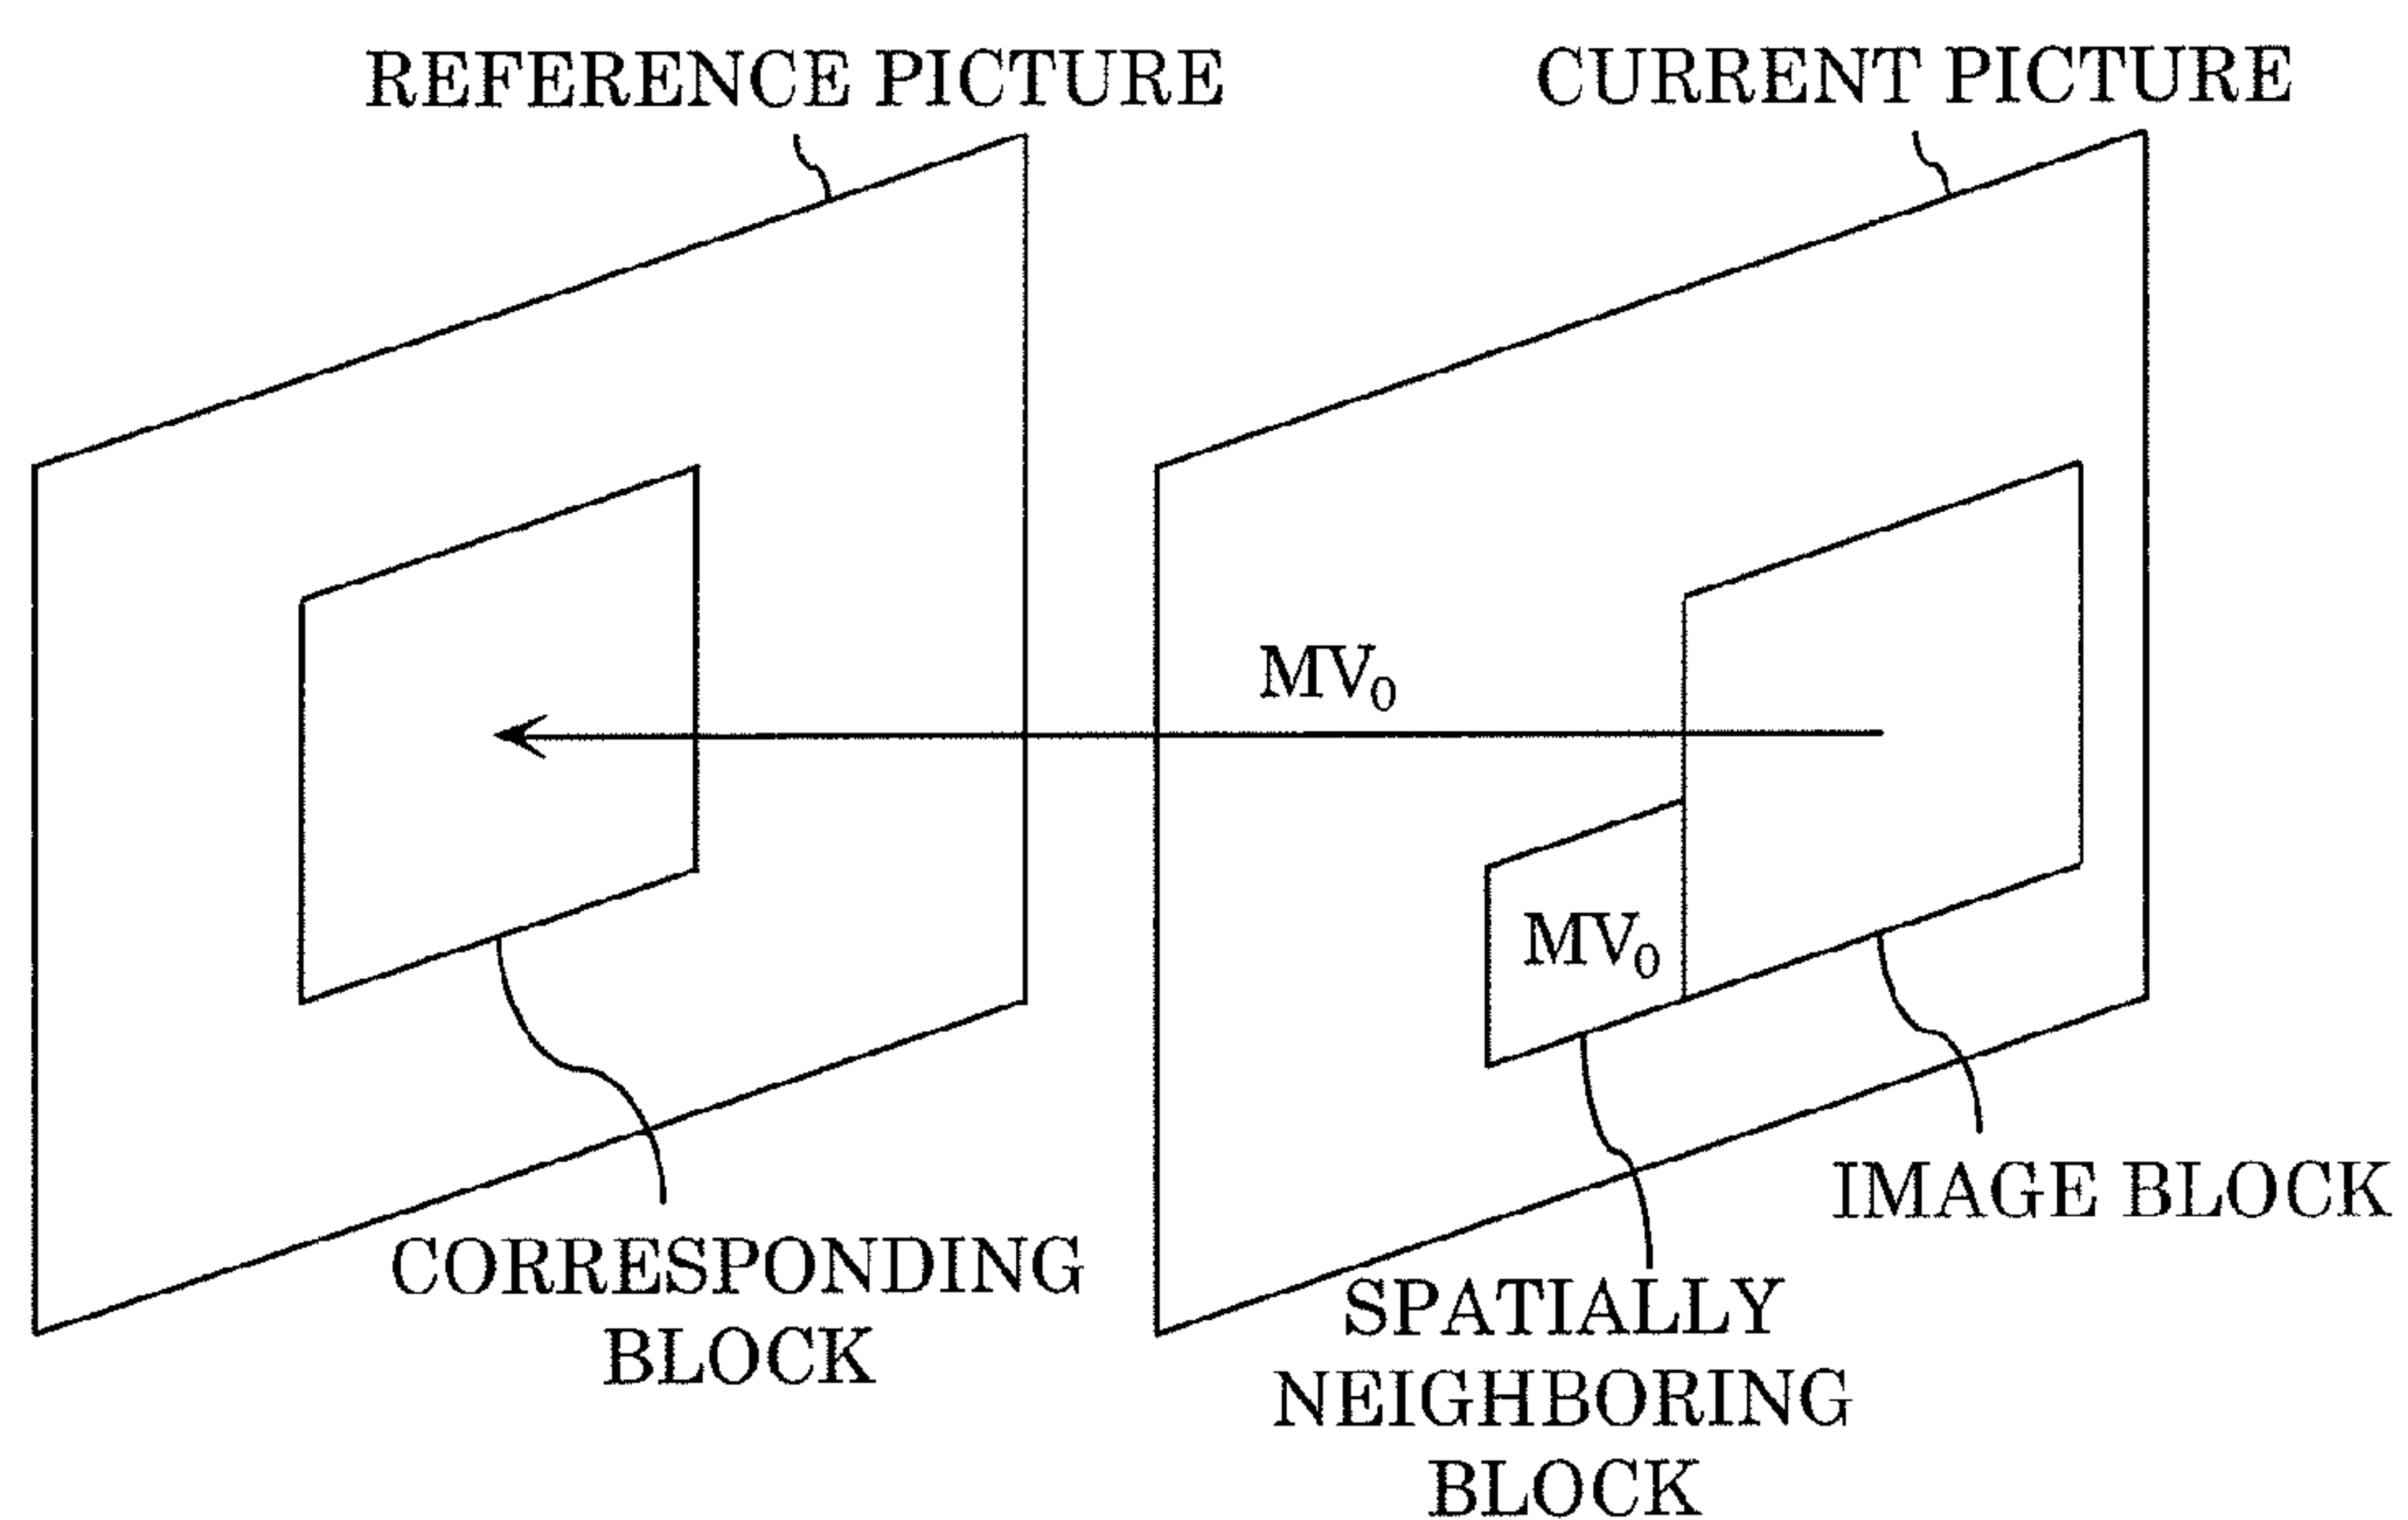 REFERENCE PICTURE
CURRENT PICTURE
MV₀
MV₀
IMAGE BLOCK
CORRESPONDING
BLOCK
SPATIALLY
NEIGHBORING
BLOCK